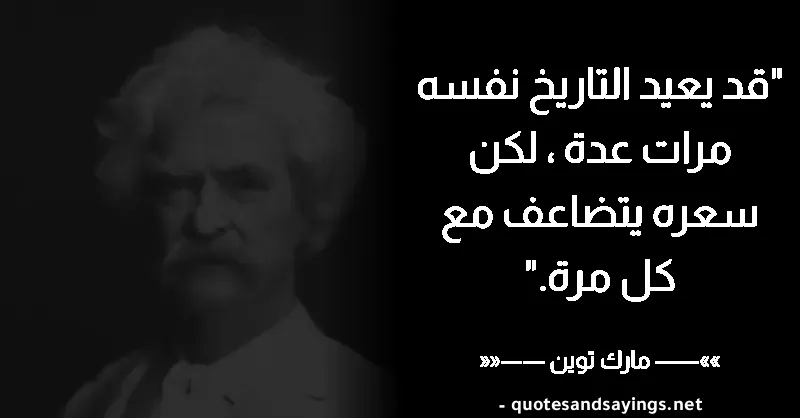 "قد يعيد التاريخ نفسه
مرات عدة ، لكن
سعره يتضاعف مع
كل مرة."
»»—— مارك توين ——««
- quotesandsayings.net